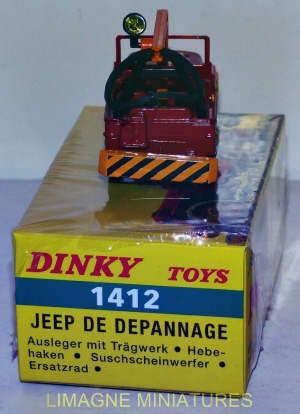 DINKY TOYS
1412
JEEP DE DEPANNAGE
Ausleger mit Trägwerk • Hebe-
haken • Suschscheinwerfer •
Ersatzrad •
LIMAGNE MINIATURES